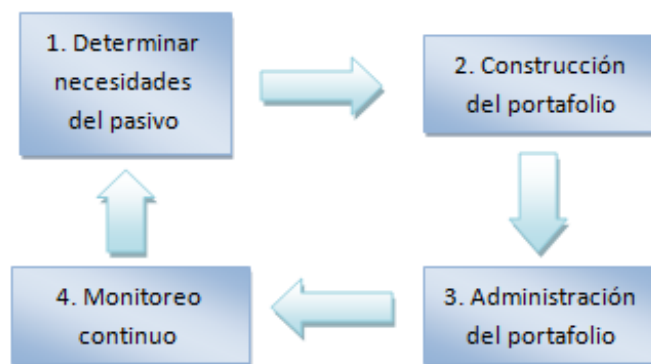 1. Determinar
necesidades
del pasivo
2. Construcción
del portafolio
3. Administración
del portafolio
4. Monitoreo
continuo